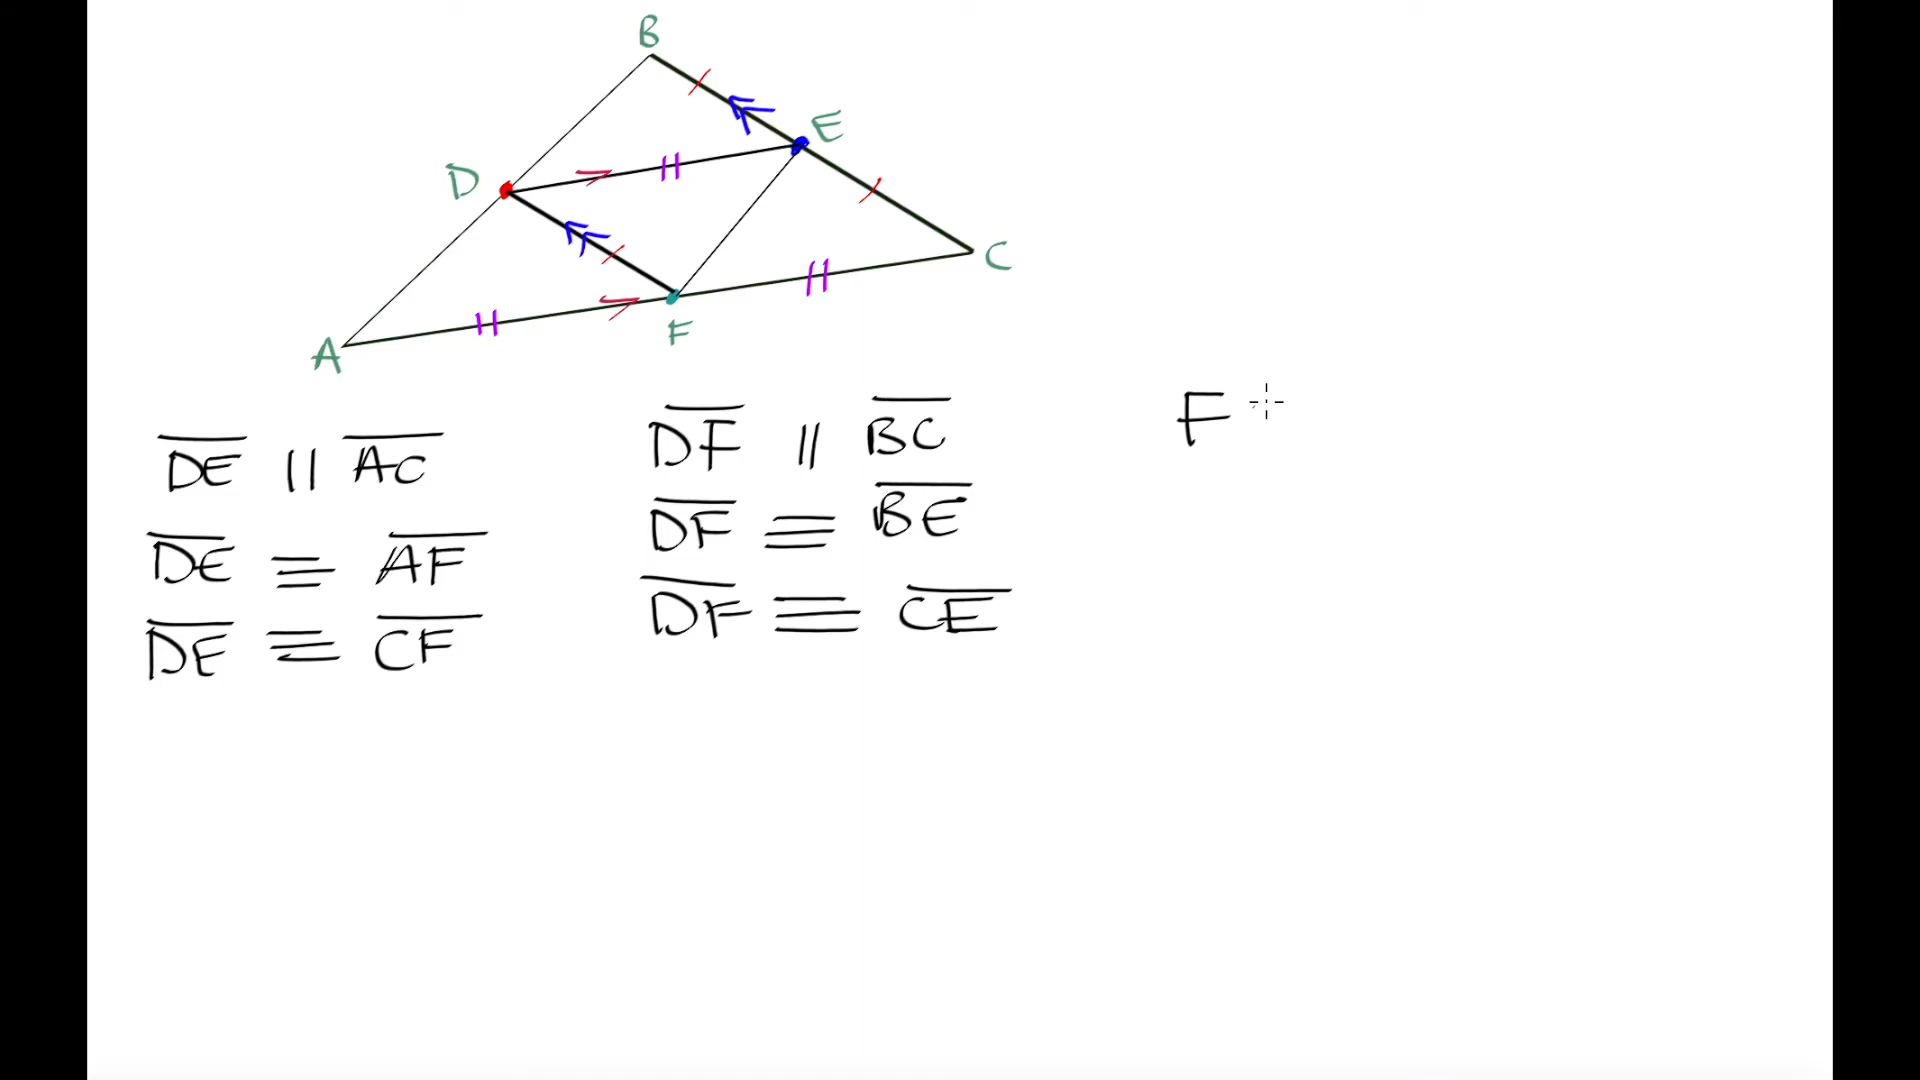 B
E
D
C
F
A
DE || AC
DE ≡ AF
DE ≡ CF
DF || BC
DF ≡ BE
DF ≡ CE
F